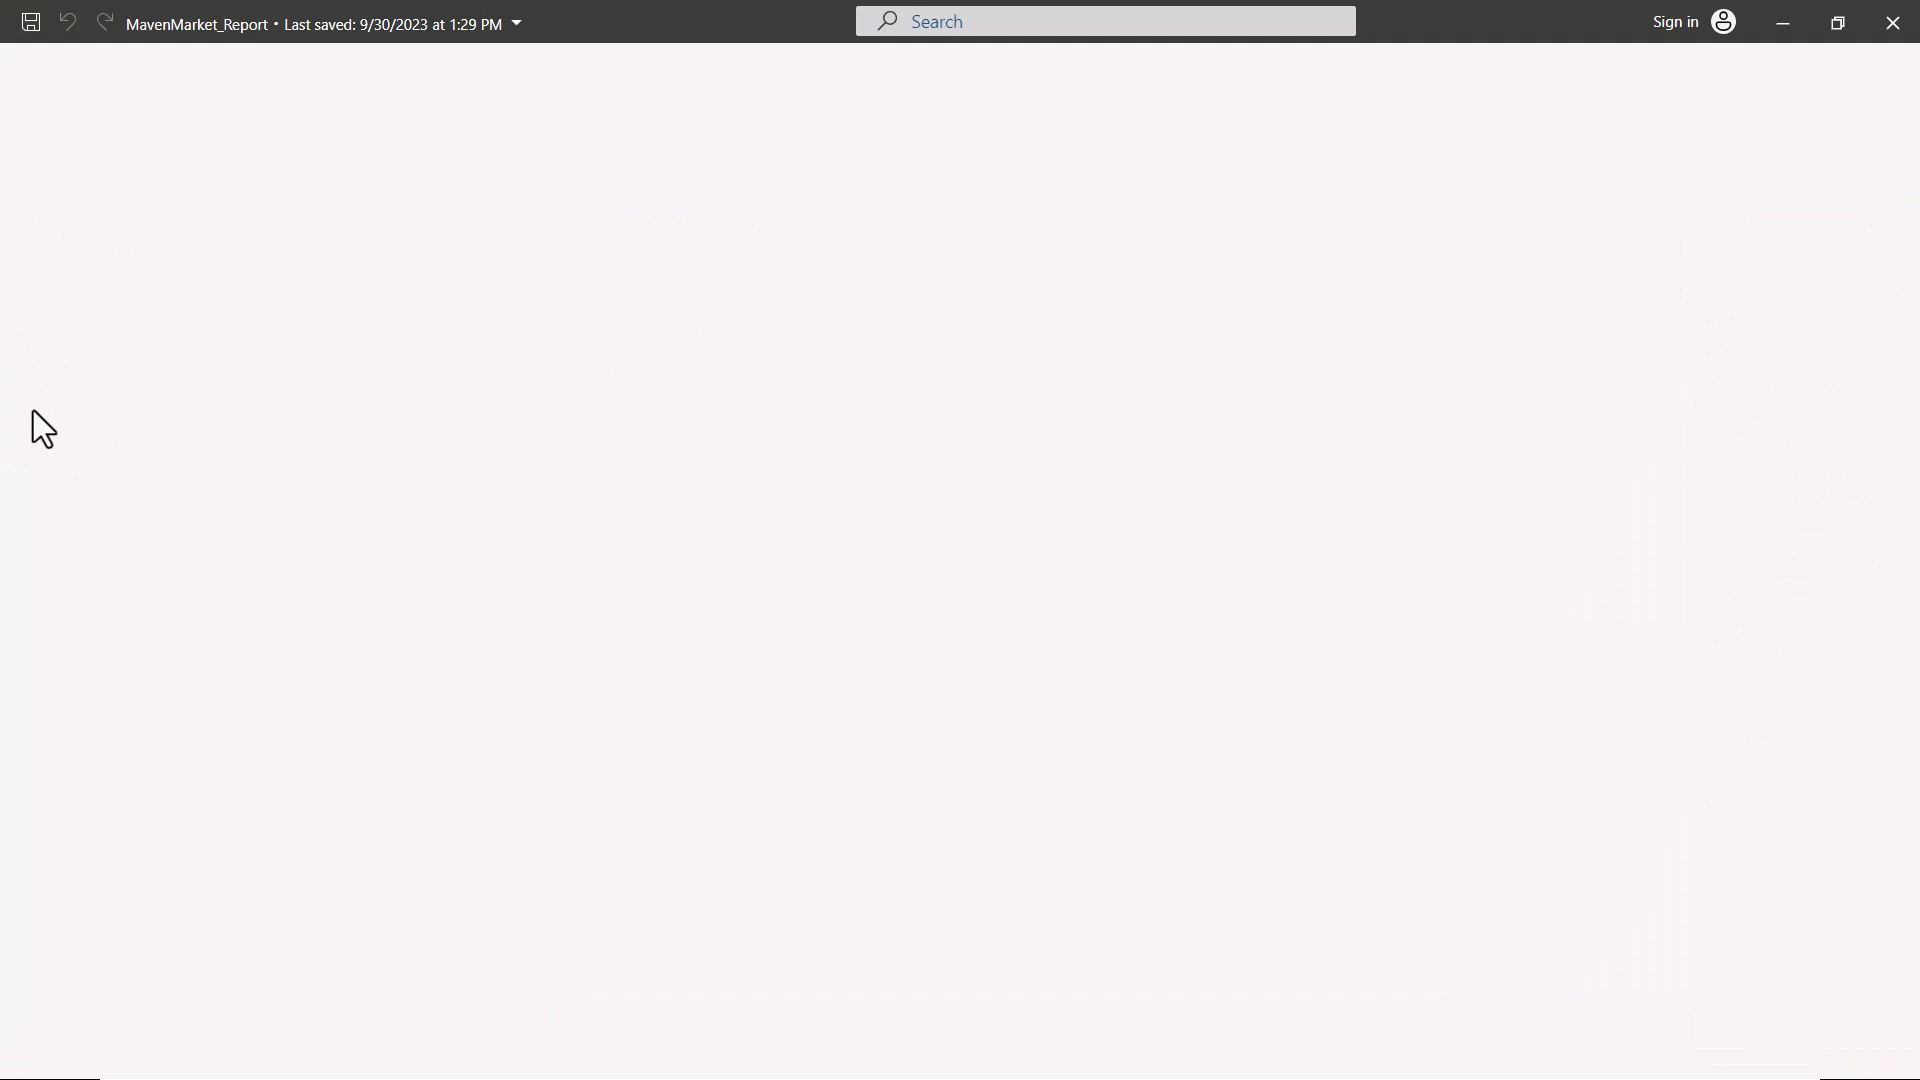 MavenMarket_Report • Last saved: 9/30/2023 at 1:29 PM
Search
Sign in